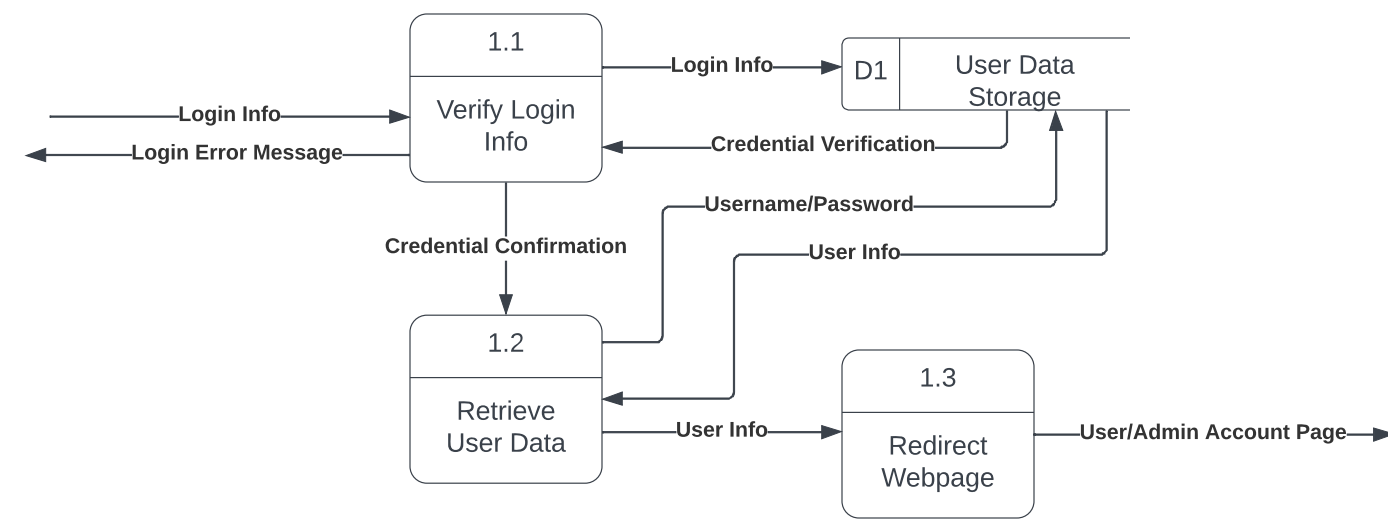 1.1
Verify Login
Info
Login Info
D1
User Data
Storage
Login Info
Login Error Message
Credential Verification
Username/Password
Credential Confirmation
User Info
1.2
Retrieve
User Data
User Info
1.3
Redirect
Webpage
User/Admin Account Page